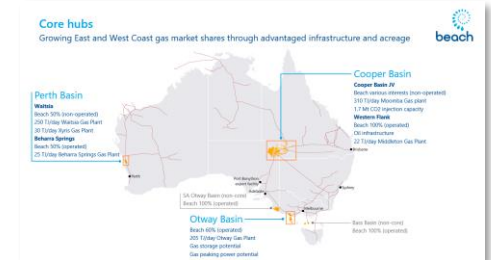 Core hubs
Growing East and West Coast gas market shares through advantaged infrastructure and acreage
beach
Perth Basin
Waitsia
Beach 50% (non-operated)
250 TJ/day Waitsia Gas Plant
30 TJ/day Xyris Gas Plant
Beharra Springs
Beach 50% (operated)
25 TJ/day Beharra Springs Gas Plant
Perth
Cooper Basin
Cooper Basin JV
Beach various interests (non-operated)
310 TJ/day Moomba Gas plant
1.7 Mt CO2 injection capacity
Western Flank
Beach 100% (operated)
Oil infrastructure
22 TJ/day Middleton Gas Plant
Brisbane
Port Bonython
Adelaide
Sydney
Melbourne
SA Otway Basin (non-core)
Beach 100% (operated)
Otway Basin
Beach 60% (operated)
205 TJ/day Otway Gas Plant
Gas storage potential
Gas peaking power potential
Bass Basin (non-core)
Beach 100% (operated)